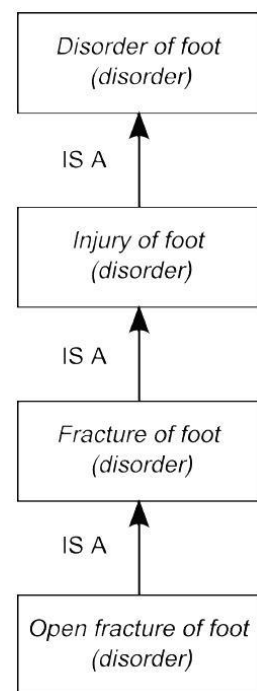 Disorder of foot
(disorder)
IS A
Injury of foot
(disorder)
IS A
Fracture of foot
(disorder)
IS A
Open fracture of foot
(disorder)